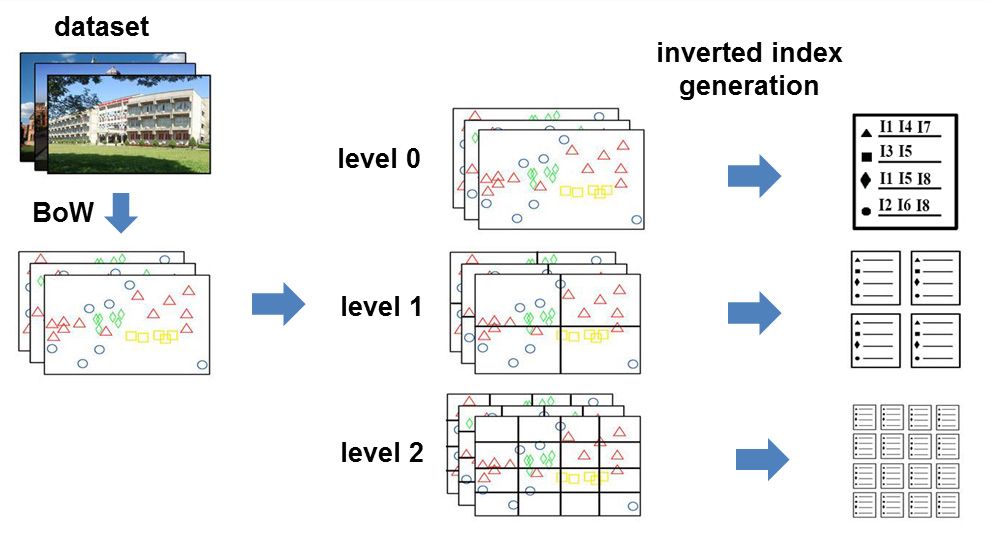 dataset
BoW
inverted index
generation
level 0
I1 I4 I7
I3 I5
I1 I5 I8
I2 I6 I8
level 1
level 2